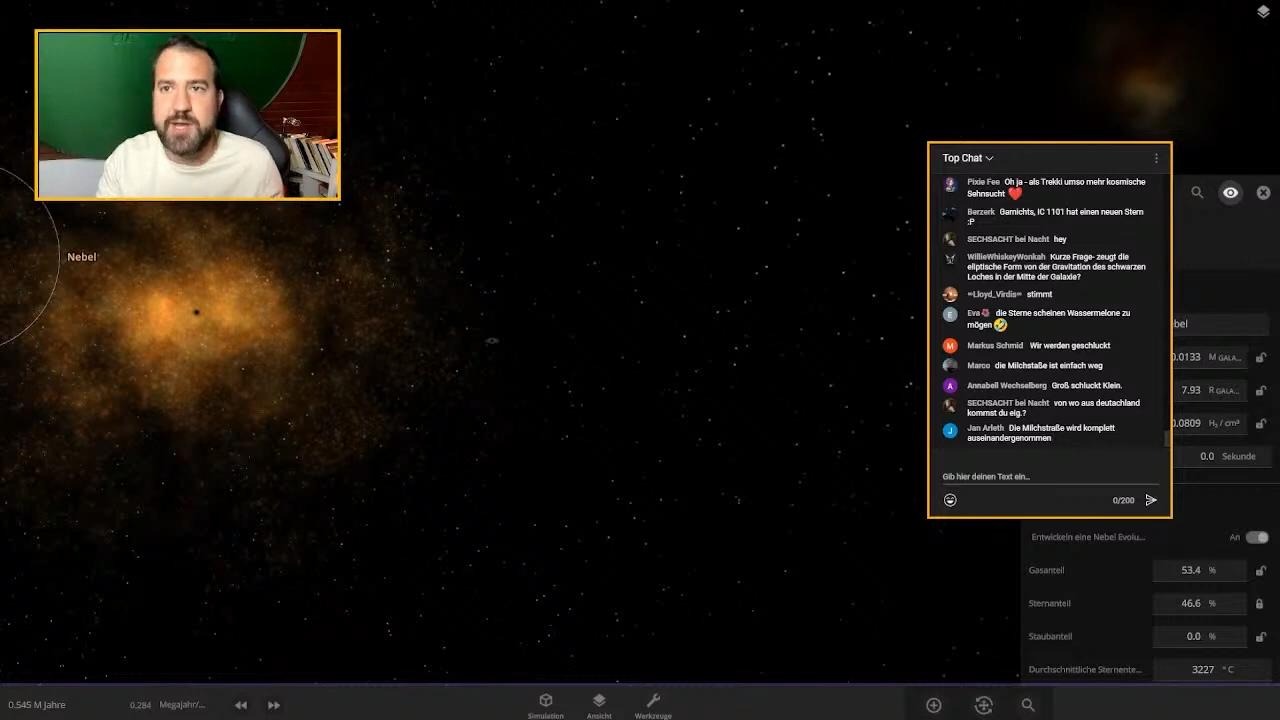 Nebel
Top Chat
Pixie Fee Oh ja - als Trekki umso mehr kosmische
Sehnsucht
Berzerk Garnichts, IC 1101 hat einen neuen Stern
:P
SECHSACHT bei Nacht hey
WillieWhiskeyWonkah Kurze Frage- zeugt die
elliptische Form von der Gravitation des schwarzen
Loches in der Mitte der Galaxie?
=Lloyd_Virdis= stimmt
Eva die Sterne scheinen Wassermelone zu
mögen
Markus Schmid Wir werden geschluckt
Marco die Milchstaße ist einfach weg
Annabell Wechselberg Groß schluckt Klein.
SECHSACHT bei Nacht von wo aus deutachland
kommst du eig.?
Jan Arleth Die Milchstraße wird komplett
auseinandergenommen
Gib hier deinen Text ein...
0/200
bel
0.0133 M GALA...
7.93 R GALA...
0.0809 H₂ / cm³
0.0 Sekunde
Entwickeln eine Nebel Evolu... An
Gasanteil 53.4 %
Sternanteil 46.6 %
Staubanteil 0.0 %
Durchschnittliche Sternente... 3227 °C
0.545 M Jahre 0,284 Megajahr/...
Simulation Ansicht Werkzeuge